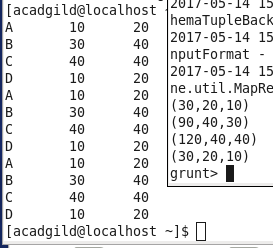 [acadgild@localhost
A 10 20
B 30 40
C 40 40
D 10 20
A 10 20
B 30 40
C 40 40
D 10 20
A 10 20
B 30 40
C 40 40
D 10 20
[acadgild@localhost ~]$
2017-05-14 15
hemaTupleBack
2017-05-14 15
nputFormat -
2017-05-14 15
ne.util.MapRe
(30,20,10)
(90,40,30)
(120,40,40)
(30,20,10)
grunt>